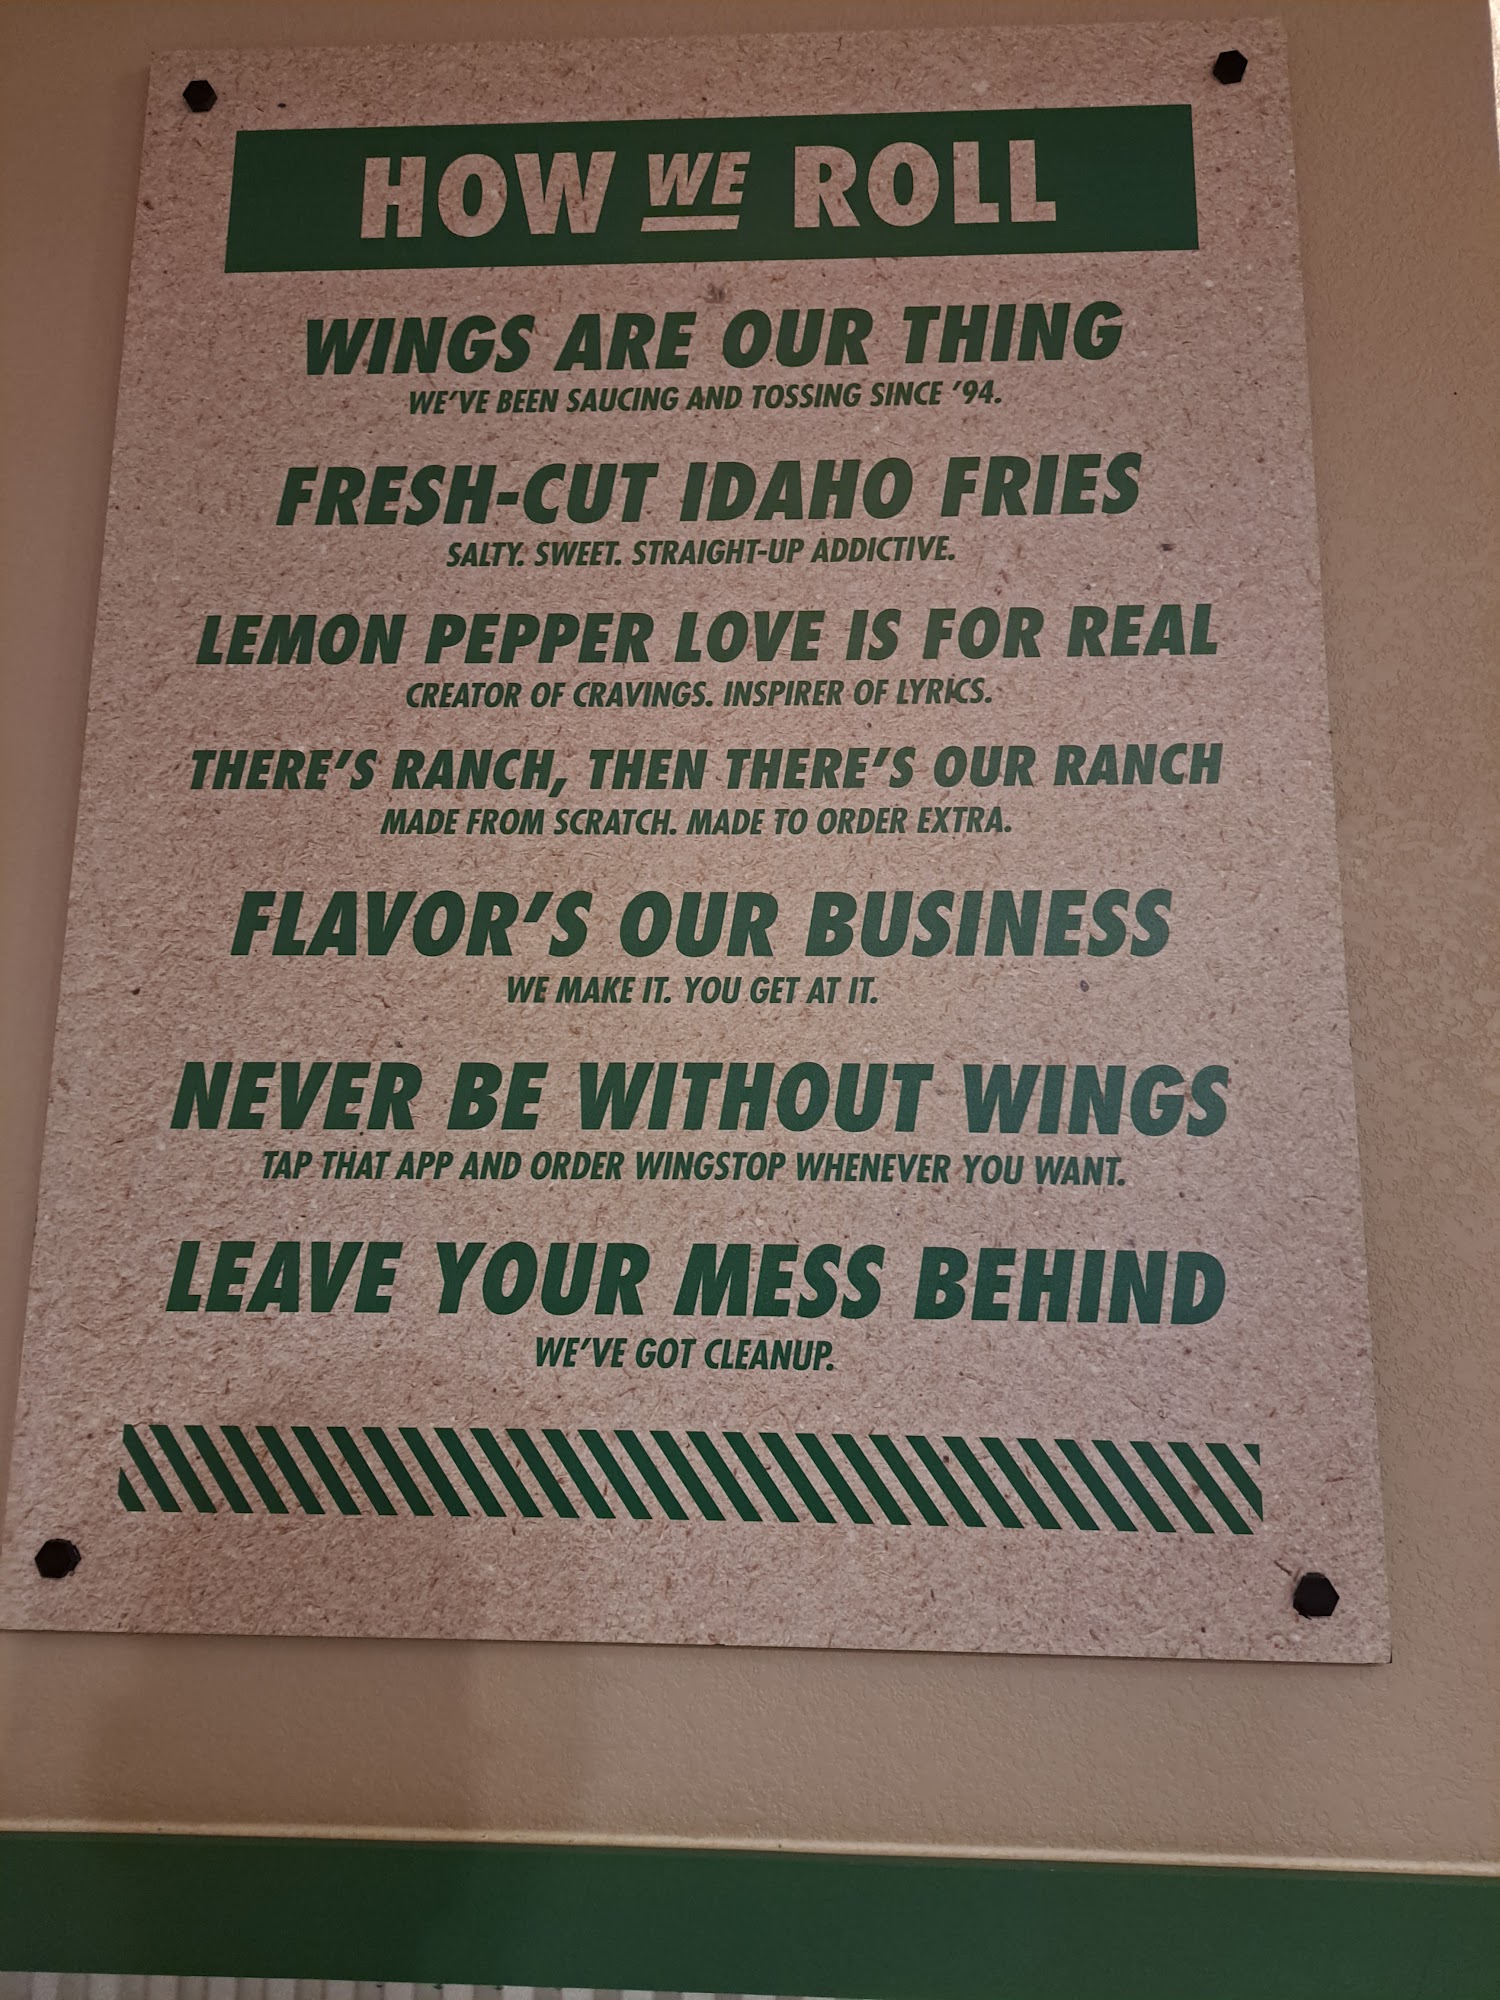 HOW WE ROLL
WINGS ARE OUR THING
WE'VE BEEN SAUCING AND TOSSING SINCE '94.
FRESH-CUT IDAHO FRIES
SALTY. SWEET. STRAIGHT-UP ADDICTIVE.
LEMON PEPPER LOVE IS FOR REAL
CREATOR OF CRAVINGS. INSPIRER OF LYRICS.
THERE'S RANCH, THEN THERE'S OUR RANCH
MADE FROM SCRATCH. MADE TO ORDER EXTRA.
FLAVOR'S OUR BUSINESS
WE MAKE IT. YOU GET AT IT.
NEVER BE WITHOUT WINGS
TAP THAT APP AND ORDER WINGSTOP WHENEVER YOU WANT.
LEAVE YOUR MESS BEHIND
WE'VE GOT CLEANUP.